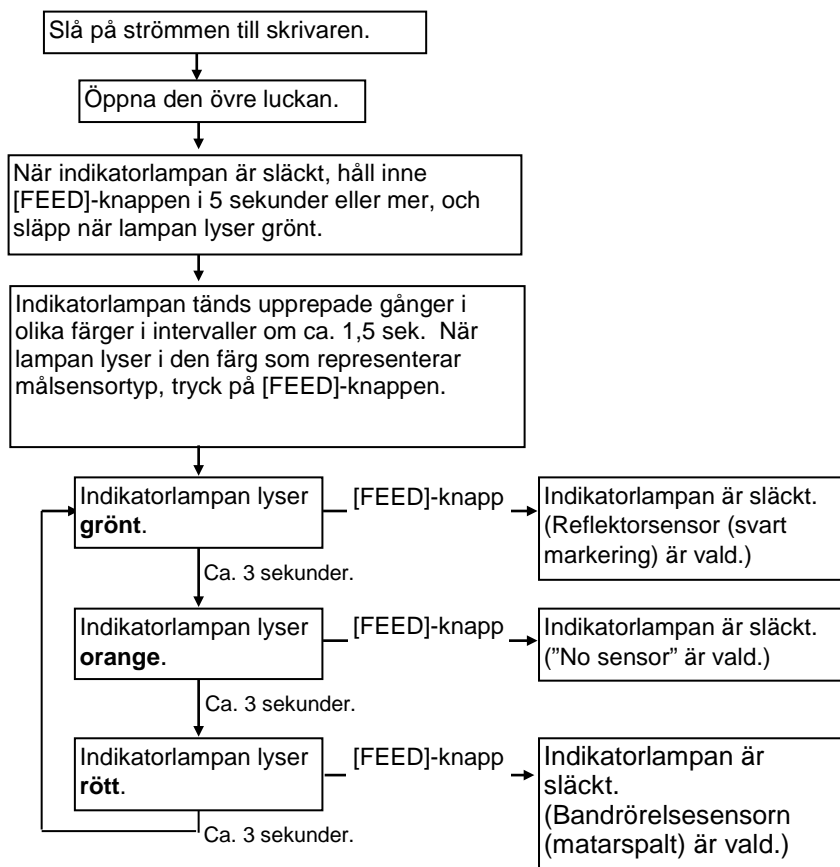 Slå på strömmen till skrivaren.
Öppna den övre luckan.
När indikatorlampan är släckt, håll inne
[FEED]-knappen i 5 sekunder eller mer, och
släpp när lampan lyser grönt.
Indikatorlampan tänds upprepade gånger i
olika färger i intervaller om ca. 1,5 sek.  När
lampan lyser i den färg som representerar
målsensortyp, tryck på [FEED]-knappen.
Indikatorlampan lyser
grönt.
[FEED]-knapp
Indikatorlampan är släckt.
(Reflektorsensor (svart
markering) är vald.)
Ca. 3 sekunder.
Indikatorlampan lyser
orange.
[FEED]-knapp
Indikatorlampan är släckt.
(”No sensor” är vald.)
Ca. 3 sekunder.
Indikatorlampan lyser
rött.
[FEED]-knapp
Indikatorlampan är
släckt.
(Bandrörelsesensorn
(matarspalt) är vald.)
Ca. 3 sekunder.